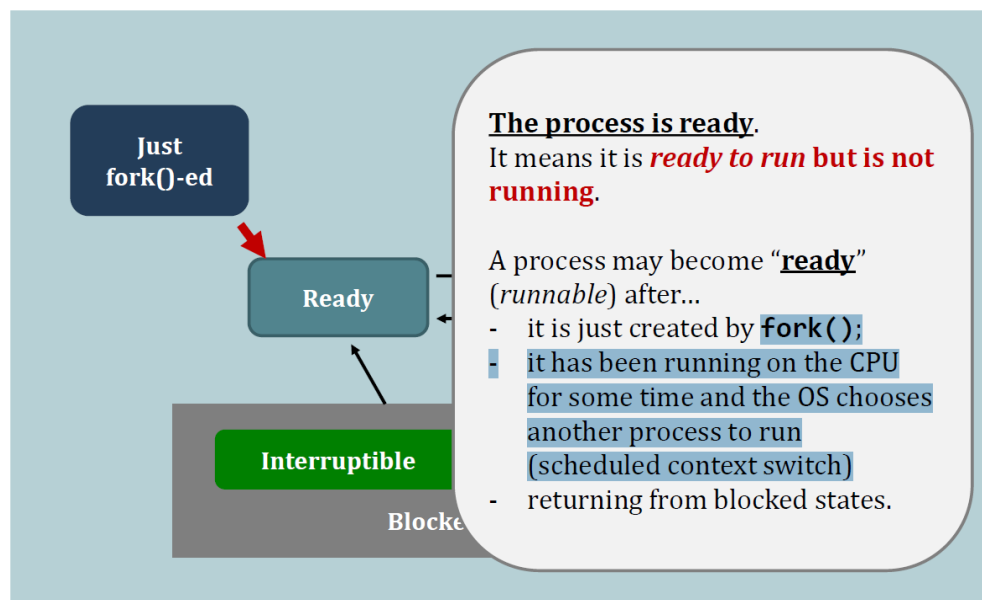 Just
fork()-ed
Ready
Interruptible
Blocke
The process is ready.
It means it is ready to run but is not
running.
A process may become “ready”
(runnable) after…
- it is just created by fork();
- it has been running on the CPU
for some time and the OS chooses
another process to run
(scheduled context switch)
- returning from blocked states.